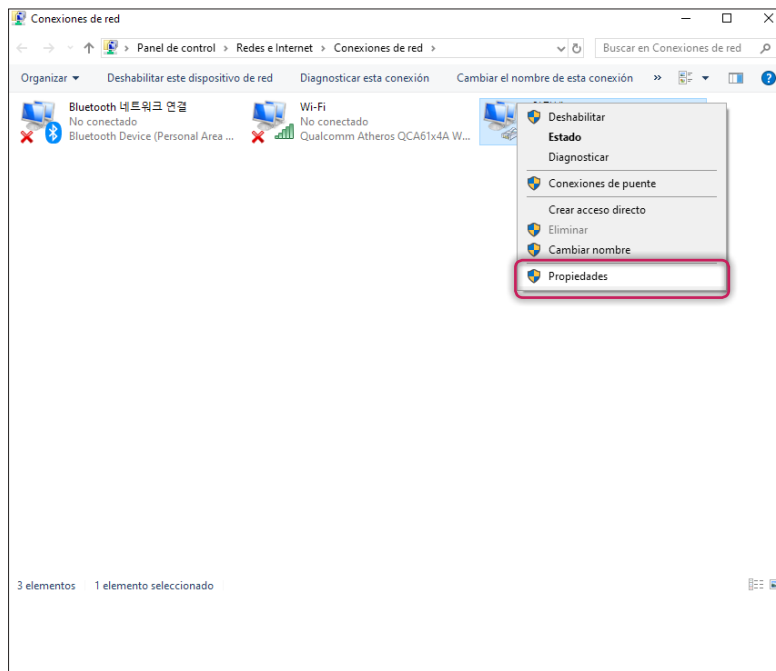 Conexiones de red
Panel de control > Redes e Internet > Conexiones de red >
Buscar en Conexiones de red
Organizar
Deshabilitar este dispositivo de red
Diagnosticar esta conexión
Cambiar el nombre de esta conexión
»
Bluetooth 네트워크 연결
No conectado
Bluetooth Device (Personal Area ...
Wi-Fi
No conectado
Qualcomm Atheros QCA61x4A W...
Deshabilitar
Estado
Diagnosticar
Conexiones de puente
Crear acceso directo
Eliminar
Cambiar nombre
Propiedades
3 elementos
1 elemento seleccionado